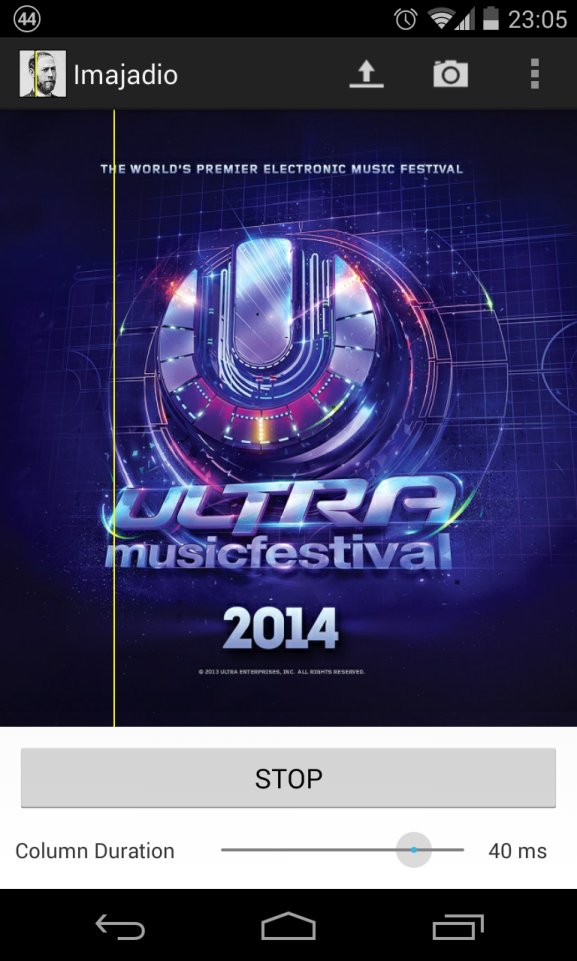 44 23:05
Imajadio
THE WORLD'S PREMIER ELECTRONIC MUSIC FESTIVAL
ULTRA
musicfestival
2014
© 2013 ULTRA ENTERPRISES, INC. ALL RIGHTS RESERVED.
STOP
Column Duration 40 ms